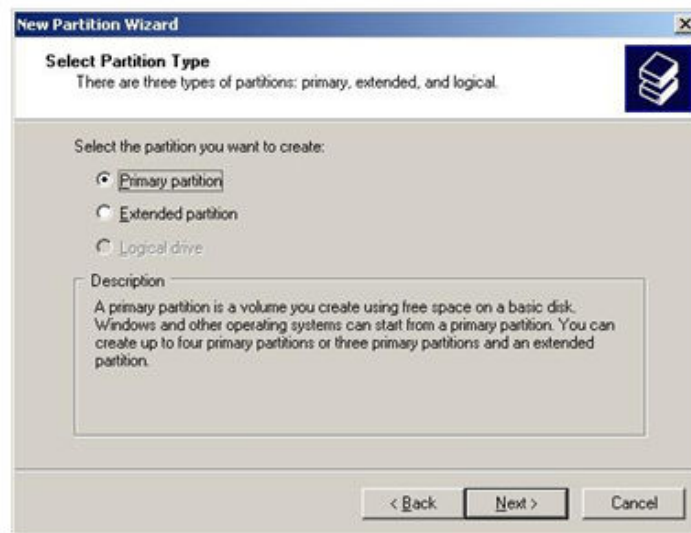 New Partition Wizard
Select Partition Type
There are three types of partitions: primary, extended, and logical.
Select the partition you want to create:
Primary partition
Extended partition
Logical drive
Description
A primary partition is a volume you create using free space on a basic disk.
Windows and other operating systems can start from a primary partition. You can
create up to four primary partitions or three primary partitions and an extended
partition.
< Back
Next >
Cancel